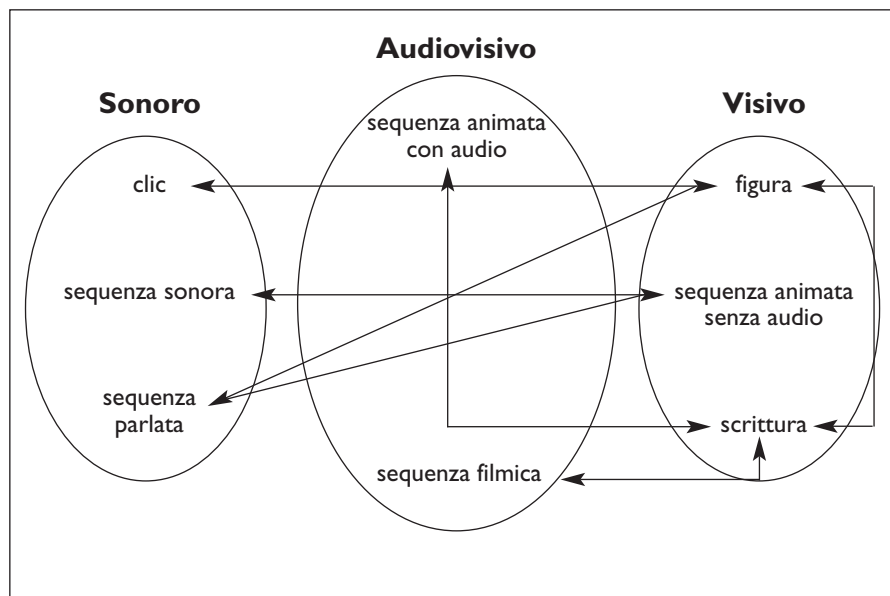 Audiovisivo
Sonoro
Visivo
sequenza animata
con audio
clic
figura
sequenza sonora
sequenza animata
senza audio
sequenza
parlata
scrittura
sequenza filmica